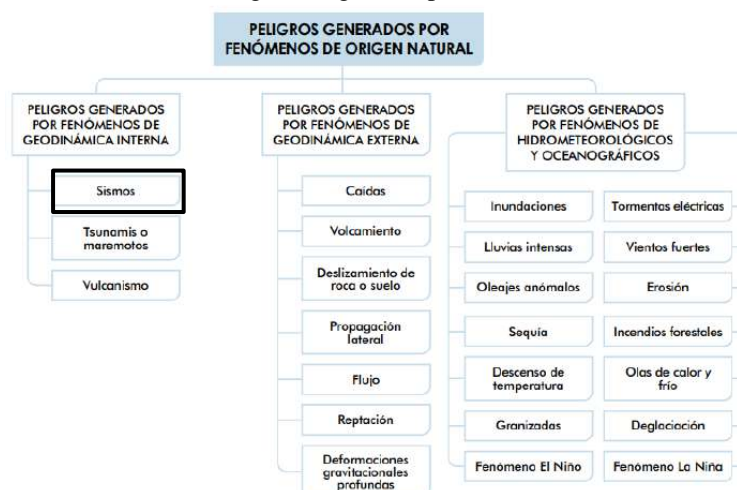 PELIGROS GENERADOS POR
FENÓMENOS DE ORIGEN NATURAL
PELIGROS GENERADOS
POR FENÓMENOS DE
GEODINÁMICA INTERNA
Sismos
Tsunamis o
maremotos
Vulcanismo
PELIGROS GENERADOS
POR FENÓMENOS DE
GEODINÁMICA EXTERNA
Caídas
Volcamiento
Deslizamiento de
roca o suelo
Propagación
lateral
Flujo
Reptación
Deformaciones
gravitacionales
profundas
PELIGROS GENERADOS
POR FENÓMENOS DE
HIDROMETEOROLÓGICOS
Y OCEANOGRÁFICOS
Inundaciones
Lluvias intensas
Oleajes anómalos
Sequía
Descenso de
temperatura
Granizadas
Fenómeno El Niño
Tormentas eléctricas
Vientos fuertes
Erosión
Incendios forestales
Olas de calor y
frío
Deglaciación
Fenómeno La Niña